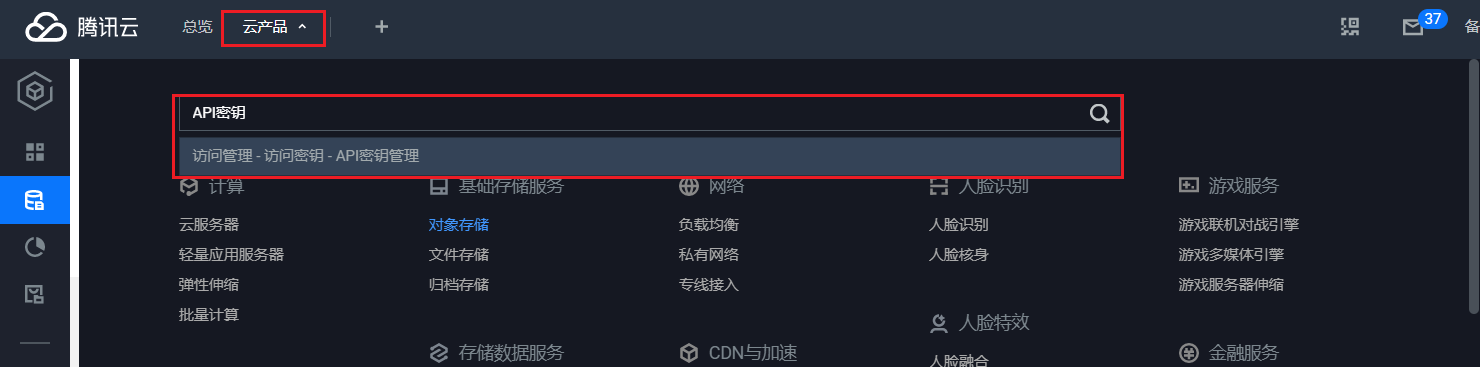 腾讯云 总览 云产品 37 备
API密钥
访问管理 - 访问密钥 - API密钥管理
计算 基础存储服务 网络 人脸识别 游戏服务
云服务器 对象存储 负载均衡 人脸识别 游戏联机对战引擎
轻量应用服务器 文件存储 私有网络 人脸核身 游戏多媒体引擎
弹性伸缩 归档存储 专线接入 游戏服务器伸缩
批量计算
人脸特效
存储数据服务 CDN与加速 人脸融合 金融服务